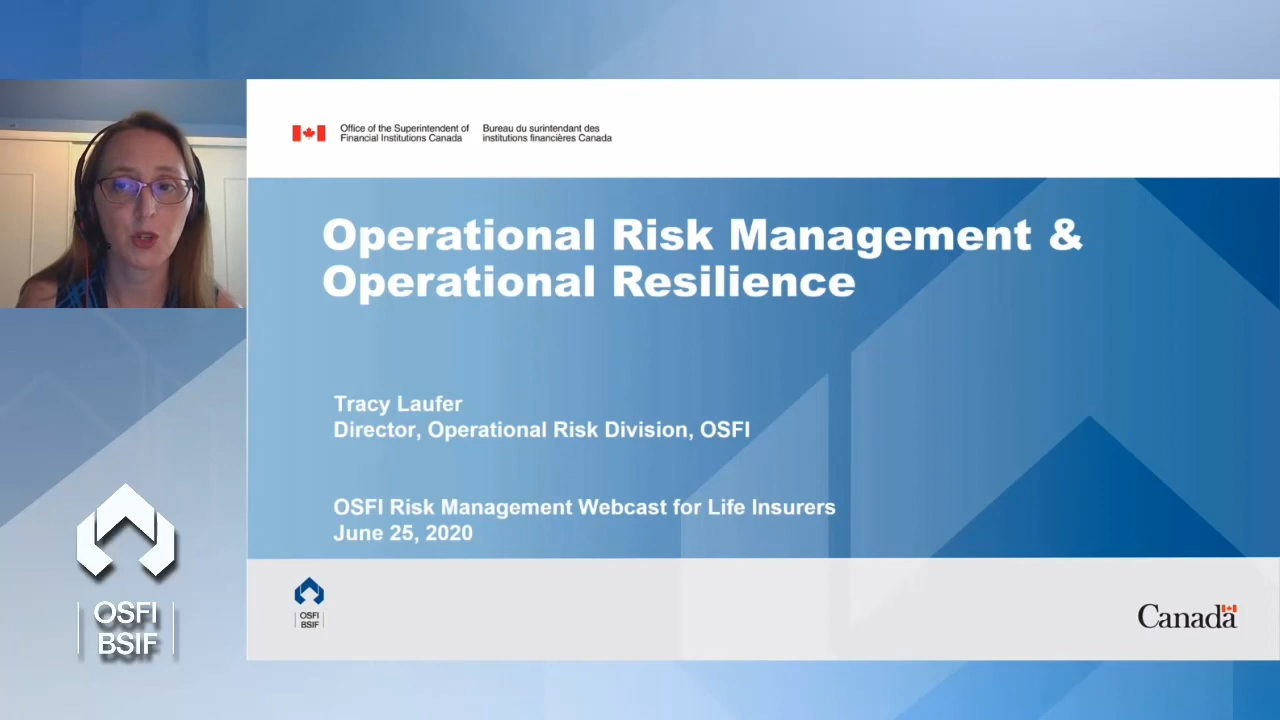 Office of the Superintendent of
Financial Institutions Canada
Bureau du surintendant des
institutions financières Canada
Operational Risk Management &
Operational Resilience
Tracy Laufer
Director, Operational Risk Division, OSFI
OSFI Risk Management Webcast for Life Insurers
June 25, 2020
OSFI
BSIF
OSFI
BSIF
Canada